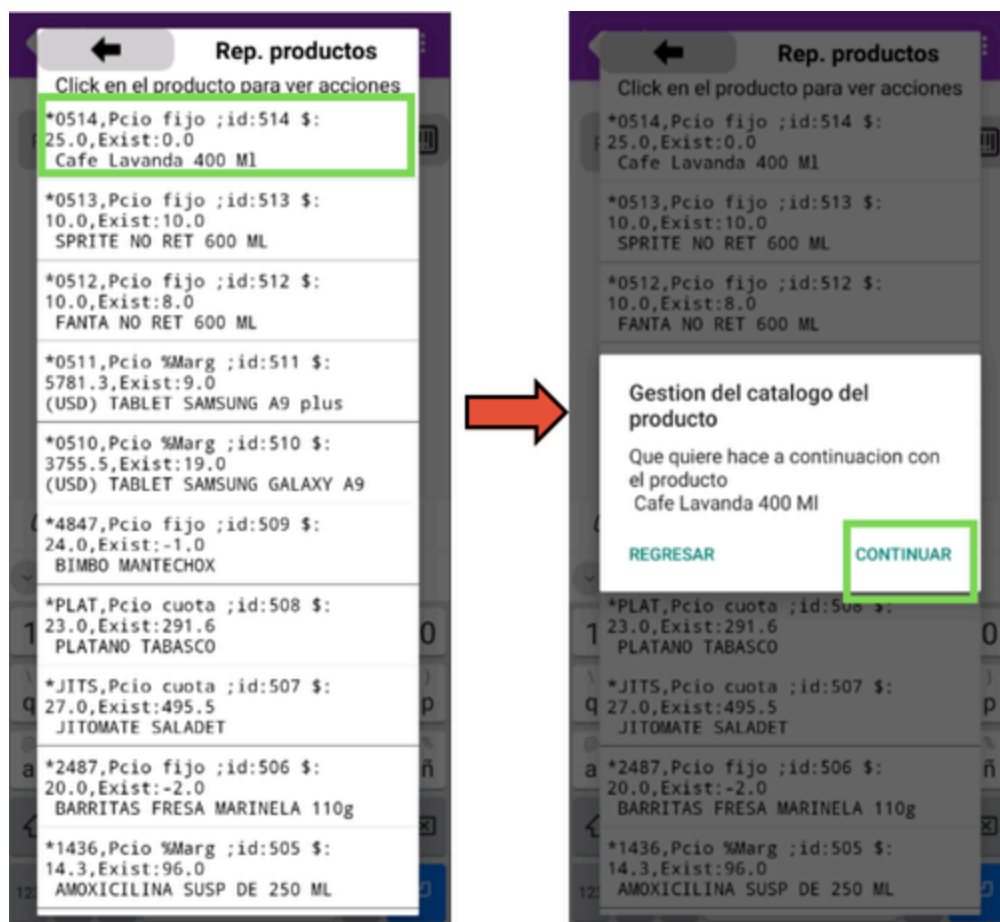 Rep. productos
Click en el producto para ver acciones
*0514,Pcio fijo ;id:514 $:
25.0,Exist:0.0
Cafe Lavanda 400 Ml
*0513,Pcio fijo ;id:513 $:
10.0,Exist:10.0
SPRITE NO RET 600 ML
*0512,Pcio fijo ;id:512 $:
10.0,Exist:8.0
FANTA NO RET 600 ML
*0511,Pcio %Marg ;id:511 $:
5781.3,Exist:9.0
(USD) TABLET SAMSUNG A9 plus
*0510,Pcio %Marg ;id:510 $:
3755.5,Exist:19.0
(USD) TABLET SAMSUNG GALAXY A9
*4847,Pcio fijo ;id:509 $:
24.0,Exist:-1.0
BIMBO MANTECHOX
*PLAT,Pcio cuota ;id:508 $:
23.0,Exist:291.6
PLATANO TABASCO
*JITS,Pcio cuota ;id:507 $:
27.0,Exist:495.5
JITOMATE SALADET
*2487,Pcio fijo ;id:506 $:
20.0,Exist:-2.0
BARRITAS FRESA MARINELA 110g
*1436,Pcio %Marg ;id:505 $:
14.3,Exist:96.0
AMOXICILINA SUSP DE 250 ML
1 0
q p
a ñ
Rep. productos
Click en el producto para ver acciones
*0514,Pcio fijo ;id:514 $:
25.0,Exist:0.0
Cafe Lavanda 400 Ml
*0513,Pcio fijo ;id:513 $:
10.0,Exist:10.0
SPRITE NO RET 600 ML
*0512,Pcio fijo ;id:512 $:
10.0,Exist:8.0
FANTA NO RET 600 ML
Gestion del catalogo del
producto
Que quiere hace a continuacion con
el producto
Cafe Lavanda 400 Ml
REGRESAR CONTINUAR
*PLAT,Pcio cuota ;id:508 $:
23.0,Exist:291.6
PLATANO TABASCO
*JITS,Pcio cuota ;id:507 $:
27.0,Exist:495.5
JITOMATE SALADET
*2487,Pcio fijo ;id:506 $:
20.0,Exist:-2.0
BARRITAS FRESA MARINELA 110g
*1436,Pcio %Marg ;id:505 $:
14.3,Exist:96.0
AMOXICILINA SUSP DE 250 ML
1 0
q p
a ñ